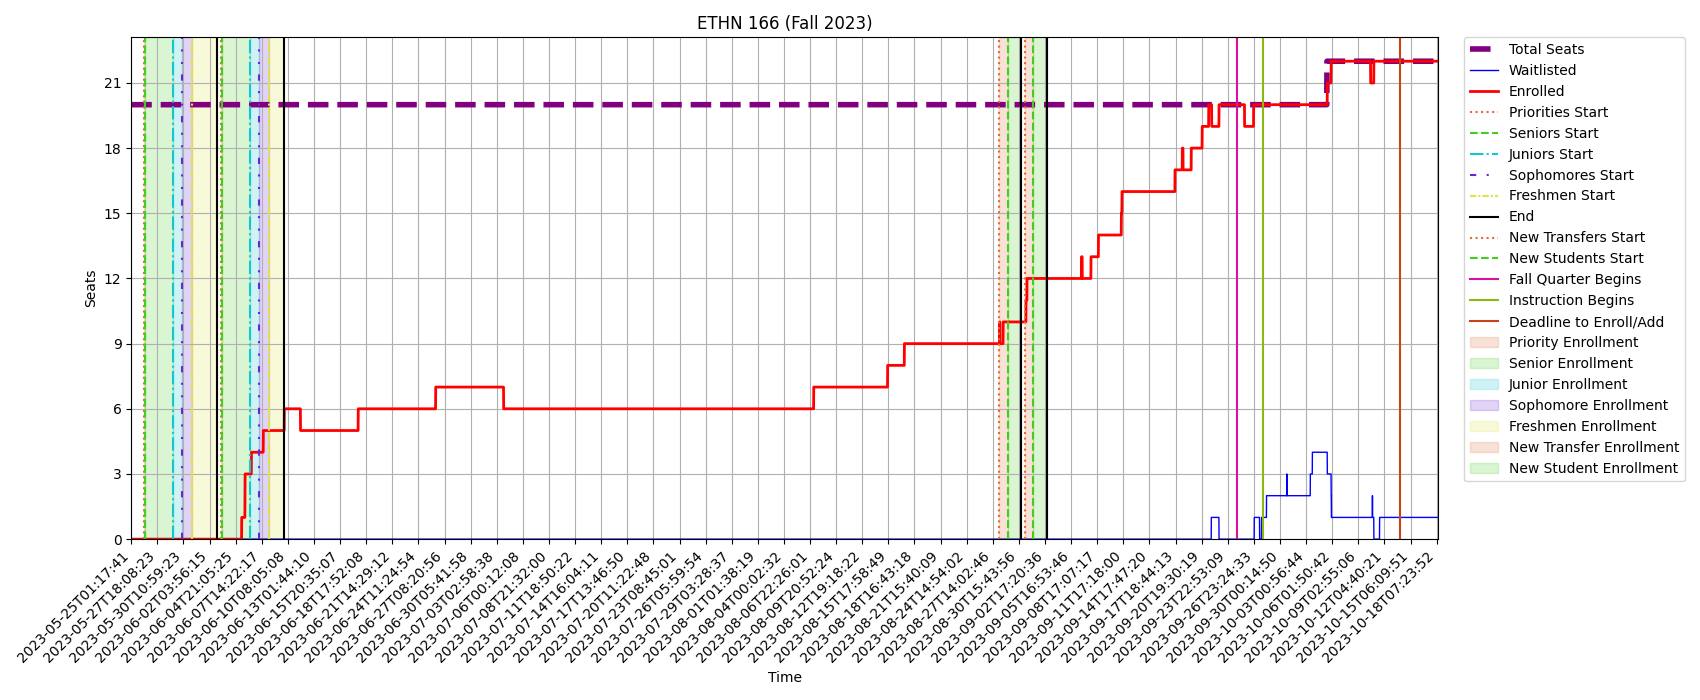 ETHN 166 (Fall 2023)
Seats
21
18
15
12
9
6
3
0
2023-05-25T01:17:41
2023-05-27T18:08:23
2023-05-30T10:59:23
2023-06-02T03:56:15
2023-06-04T21:05:25
2023-06-07T14:22:17
2023-06-10T08:05:08
2023-06-13T01:44:10
2023-06-15T20:35:07
2023-06-18T17:52:08
2023-06-21T14:29:12
2023-06-24T11:24:54
2023-06-27T08:20:56
2023-06-30T05:41:58
2023-07-03T02:58:38
2023-07-06T00:12:08
2023-07-08T21:32:00
2023-07-11T18:50:22
2023-07-14T16:04:11
2023-07-17T13:46:50
2023-07-20T11:22:48
2023-07-23T08:45:01
2023-07-26T05:59:54
2023-07-29T03:28:37
2023-08-01T01:38:19
2023-08-04T00:02:32
2023-08-06T22:26:01
2023-08-09T20:52:24
2023-08-12T19:18:22
2023-08-15T17:58:49
2023-08-18T16:43:18
2023-08-21T15:40:09
2023-08-24T14:54:02
2023-08-27T14:02:46
2023-08-30T15:43:56
2023-09-02T17:20:36
2023-09-05T16:53:46
2023-09-08T17:07:17
2023-09-11T17:18:00
2023-09-14T17:47:20
2023-09-17T18:44:13
2023-09-20T19:30:19
2023-09-23T22:53:09
2023-09-26T23:24:33
2023-09-30T00:14:50
2023-10-03T00:56:44
2023-10-06T01:50:42
2023-10-09T02:55:06
2023-10-12T04:40:21
2023-10-15T06:09:51
2023-10-18T07:23:52
Time
Total Seats
Waitlisted
Enrolled
Priorities Start
Seniors Start
Juniors Start
Sophomores Start
Freshmen Start
End
New Transfers Start
New Students Start
Fall Quarter Begins
Instruction Begins
Deadline to Enroll/Add
Priority Enrollment
Senior Enrollment
Junior Enrollment
Sophomore Enrollment
Freshmen Enrollment
New Transfer Enrollment
New Student Enrollment